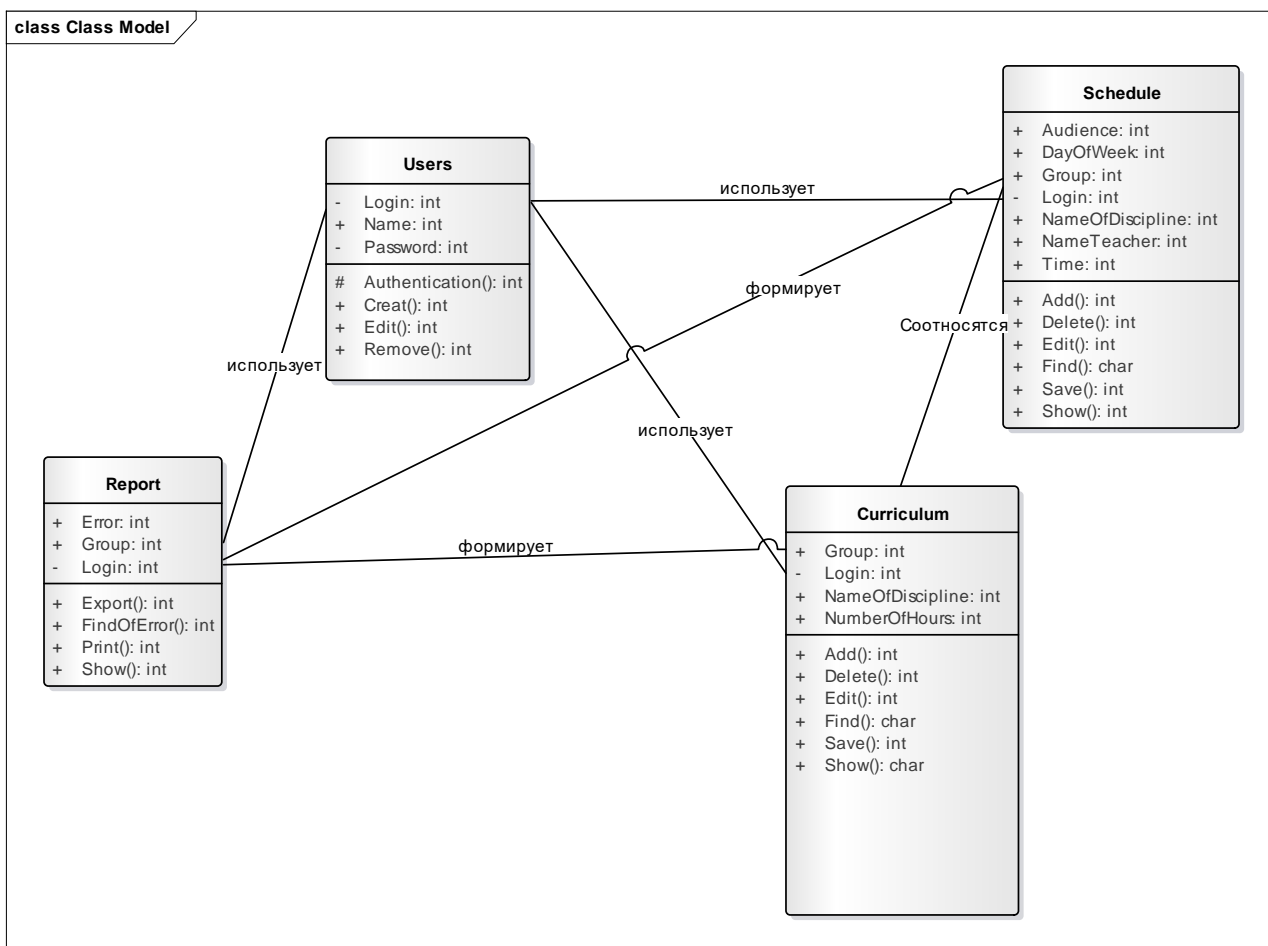 class Class Model
Schedule
+ Audience: int
+ DayOfWeek: int
+ Group: int
- Login: int
+ NameOfDiscipline: int
+ NameTeacher: int
+ Time: int
+ Add(): int
+ Delete(): int
+ Edit(): int
+ Find(): char
+ Save(): int
+ Show(): int
Users
- Login: int
+ Name: int
- Password: int
# Authentication(): int
+ Creat(): int
+ Edit(): int
+ Remove(): int
использует
формирует
Соотносятся
использует
использует
формирует
Report
+ Error: int
+ Group: int
- Login: int
+ Export(): int
+ FindOfError(): int
+ Print(): int
+ Show(): int
Curriculum
+ Group: int
- Login: int
+ NameOfDiscipline: int
+ NumberOfHours: int
+ Add(): int
+ Delete(): int
+ Edit(): int
+ Find(): char
+ Save(): int
+ Show(): char